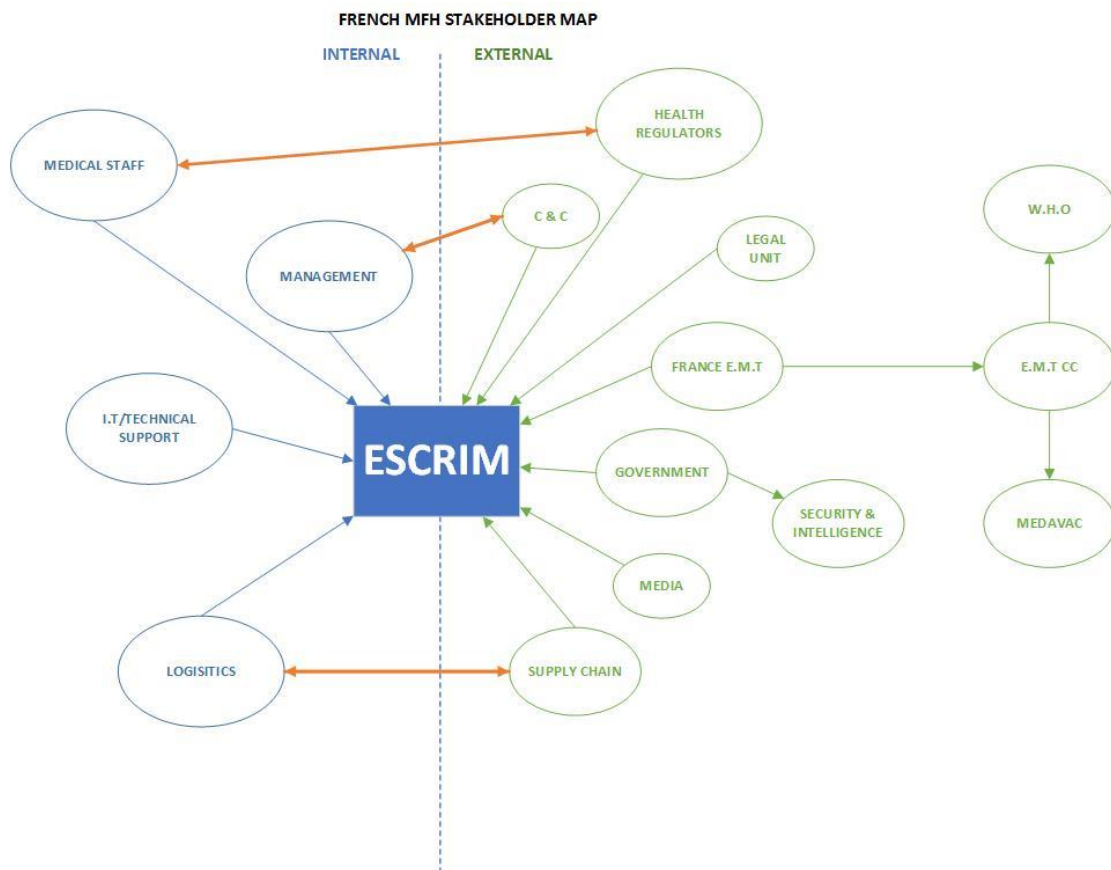 FRENCH MFH STAKEHOLDER MAP
INTERNAL
EXTERNAL
HEALTH
REGULATORS
MEDICAL STAFF
W.H.O
C & C
LEGAL
UNIT
MANAGEMENT
FRANCE E.M.T
E.M.T CC
I.T/TECHNICAL
SUPPORT
ESCRIM
GOVERNMENT
SECURITY &
INTELLIGENCE
MEDAVAC
MEDIA
LOGISITICS
SUPPLY CHAIN